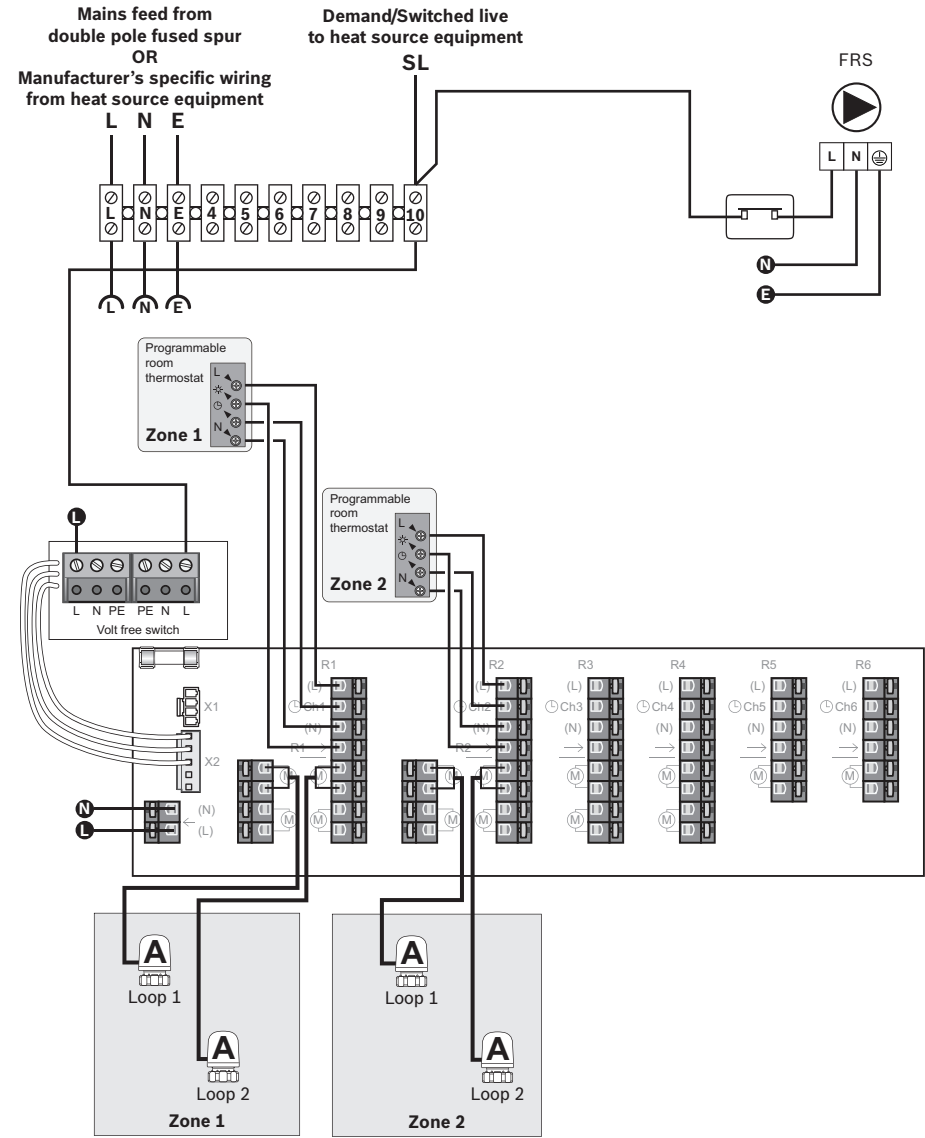 Mains feed from
double pole fused spur
OR
Manufacturer's specific wiring
from heat source equipment
L N E
Demand/Switched live
to heat source equipment
SL
FRS
L N
L N E 4 5 6 7 8 9 10
N
E
L N E
Programmable
room
thermostat
L
N
Zone 1
Programmable
room
thermostat
L
N
Zone 2
L
L N PE PE N L
Volt free switch
R1 R2 R3 R4 R5 R6
(L) (L) (L) (L) (L) (L)
X1
Ch1 Ch2 Ch3 Ch4 Ch5 Ch6
(N) (N) (N) (N) (N) (N)
R1 R2
X2
M M M M M M M M
N (N)
L (L)
M M M M M M
A
Loop 1
A
Loop 2
Zone 1
A
Loop 1
A
Loop 2
Zone 2